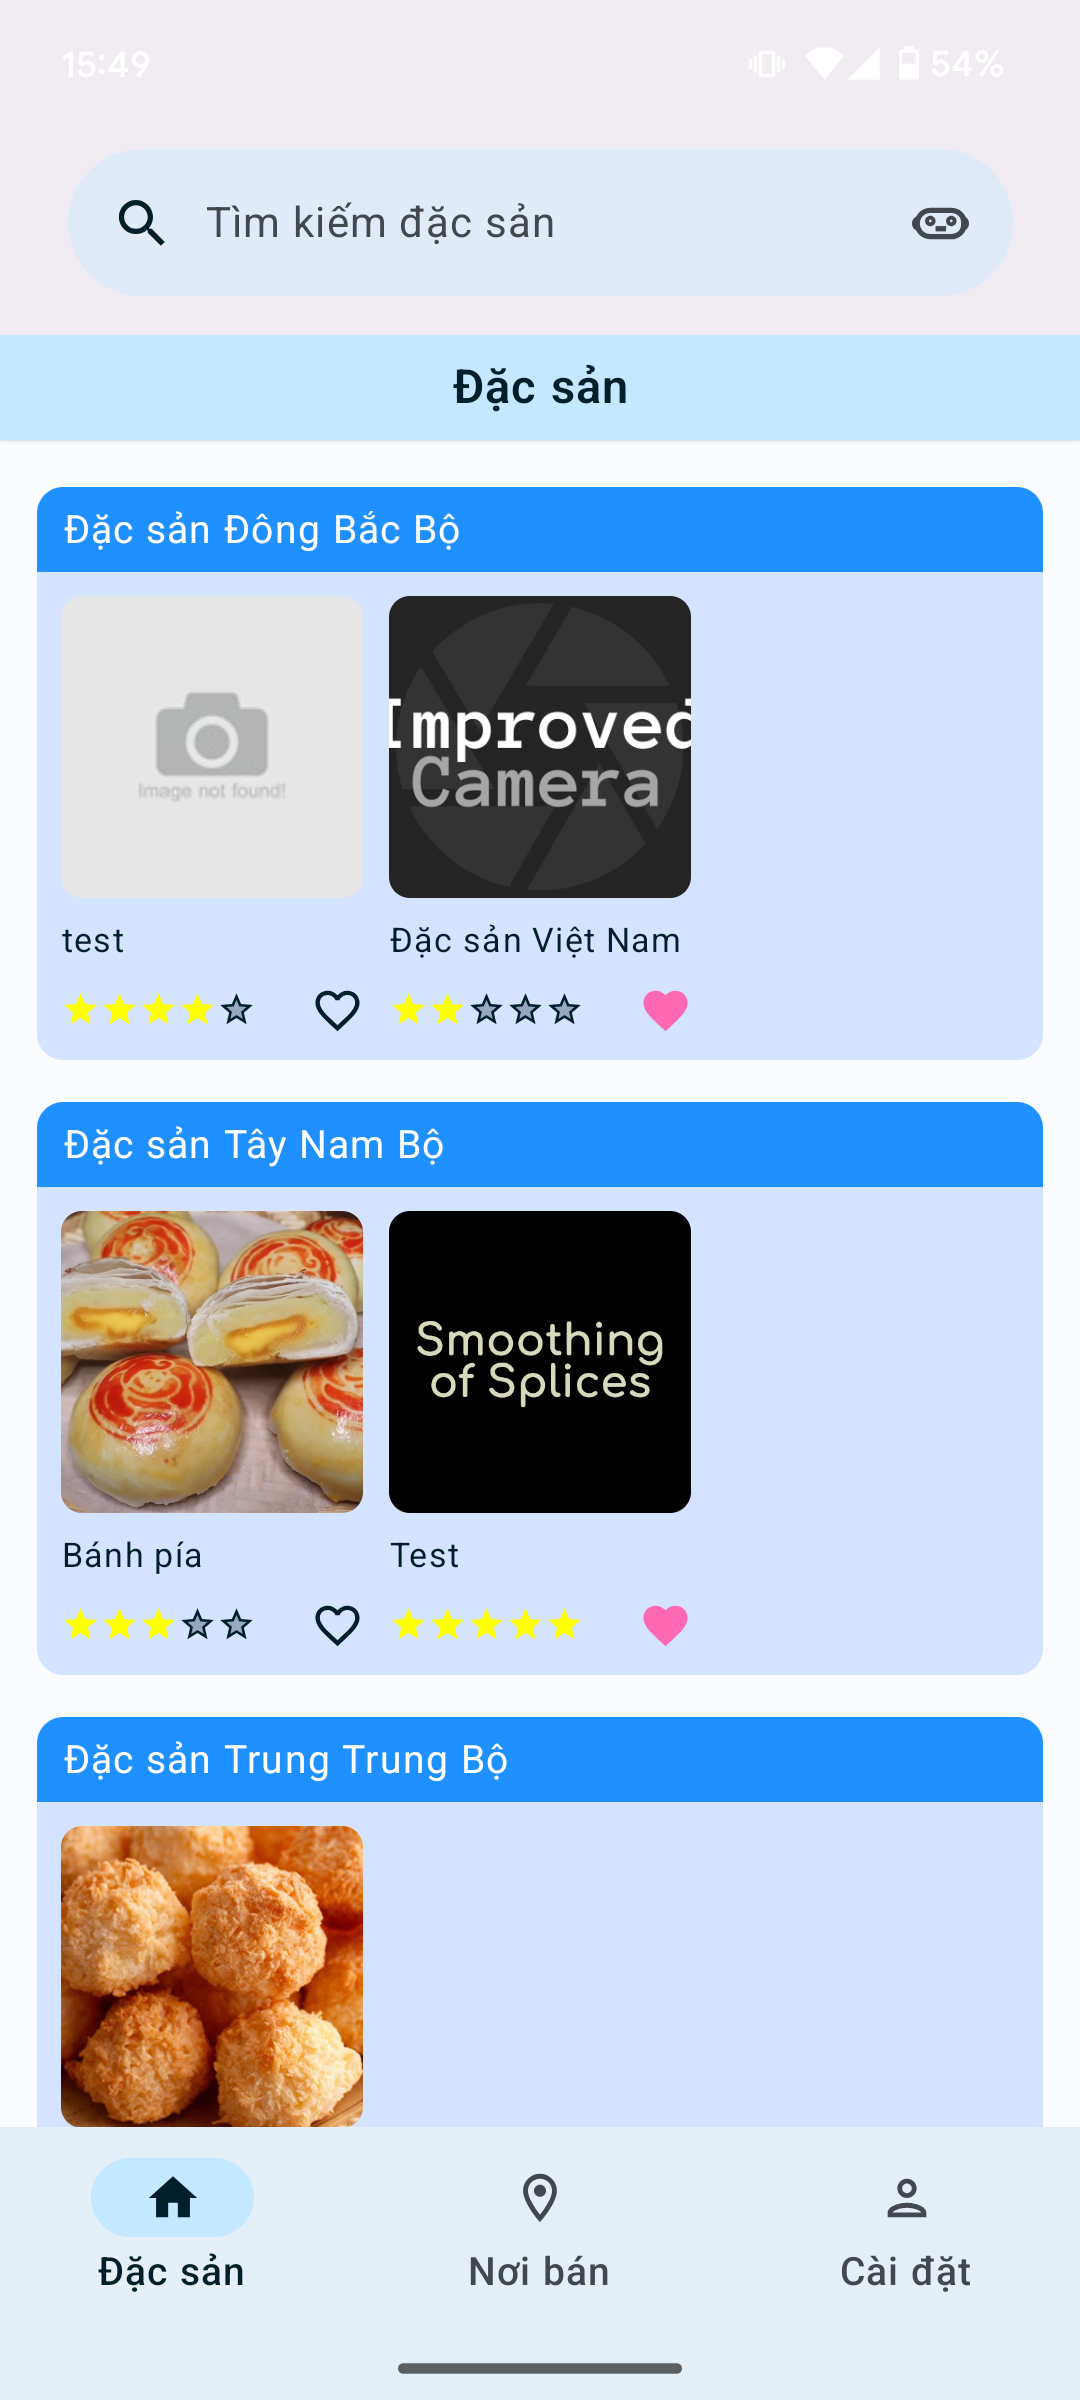 15:49
54%
Tìm kiếm đặc sản
Đặc sản
Đặc sản Đông Bắc Bộ
Image not found!
Improved
Camera
test
Đặc sản Việt Nam
Đặc sản Tây Nam Bộ
Smoothing
of Splices
Bánh pía
Test
Đặc sản Trung Trung Bộ
Đặc sản
Nơi bán
Cài đặt